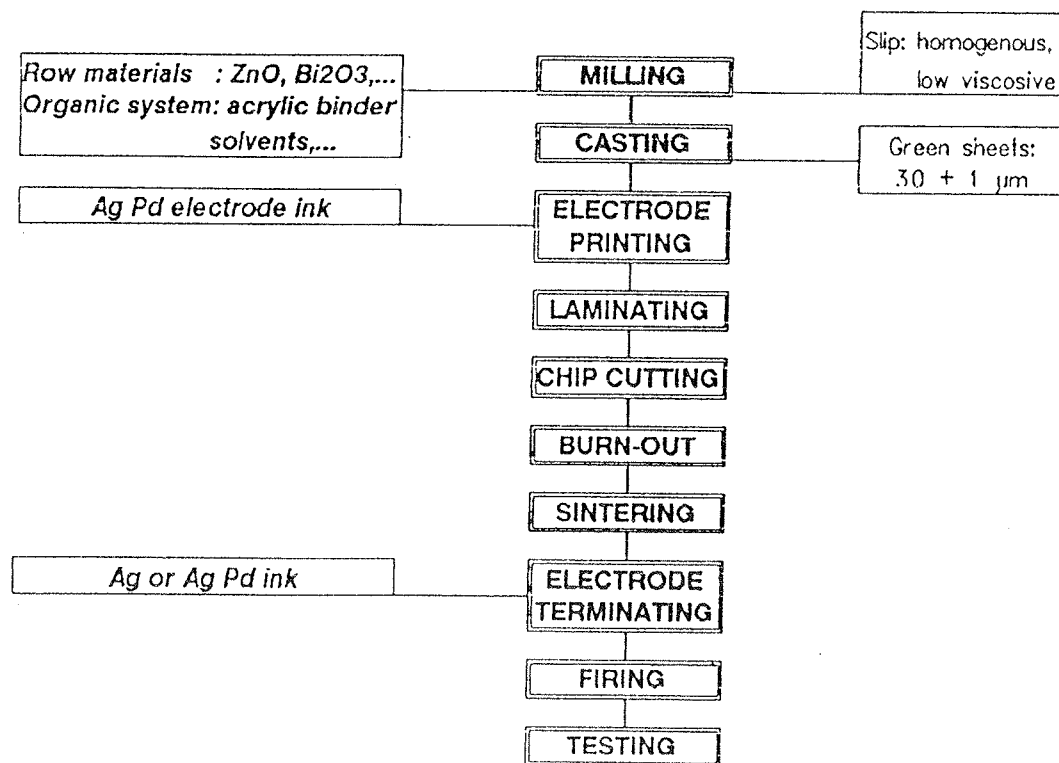 Row materials : ZnO, Bi2O3,...
Organic system: acrylic binder
solvents,...
MILLING
Slip: homogenous,
low viscosive
CASTING
Green sheets:
30 + 1 µm
Ag Pd electrode ink
ELECTRODE
PRINTING
LAMINATING
CHIP CUTTING
BURN-OUT
SINTERING
Ag or Ag Pd ink
ELECTRODE
TERMINATING
FIRING
TESTING